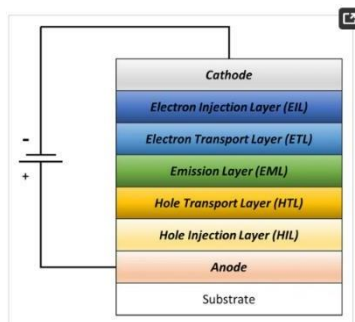 Cathode
Electron Injection Layer (EIL)
-
Electron Transport Layer (ETL)
Emission Layer (EML)
+
Hole Transport Layer (HTL)
Hole Injection Layer (HIL)
Anode
Substrate